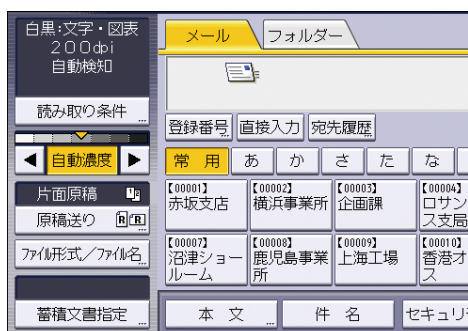 白黒:文字・図表
200dpi
自動検知
読み取り条件
自動濃度
片面原稿
原稿送り
ファイル形式/ファイル名
蓄積文書指定
メール フォルダー
登録番号 直接入力 宛先履歴
常用 あ か さ た な
【00001】 【00002】 【00003】 【00004】
赤坂支店 横浜事業所 企画課 ロサン
ス支局
【00007】 【00008】 【00009】 【00010】
沼津ショー 鹿児島事業 上海工場 香港オ
ルーム 所 ス
本文 件名 セキュリ